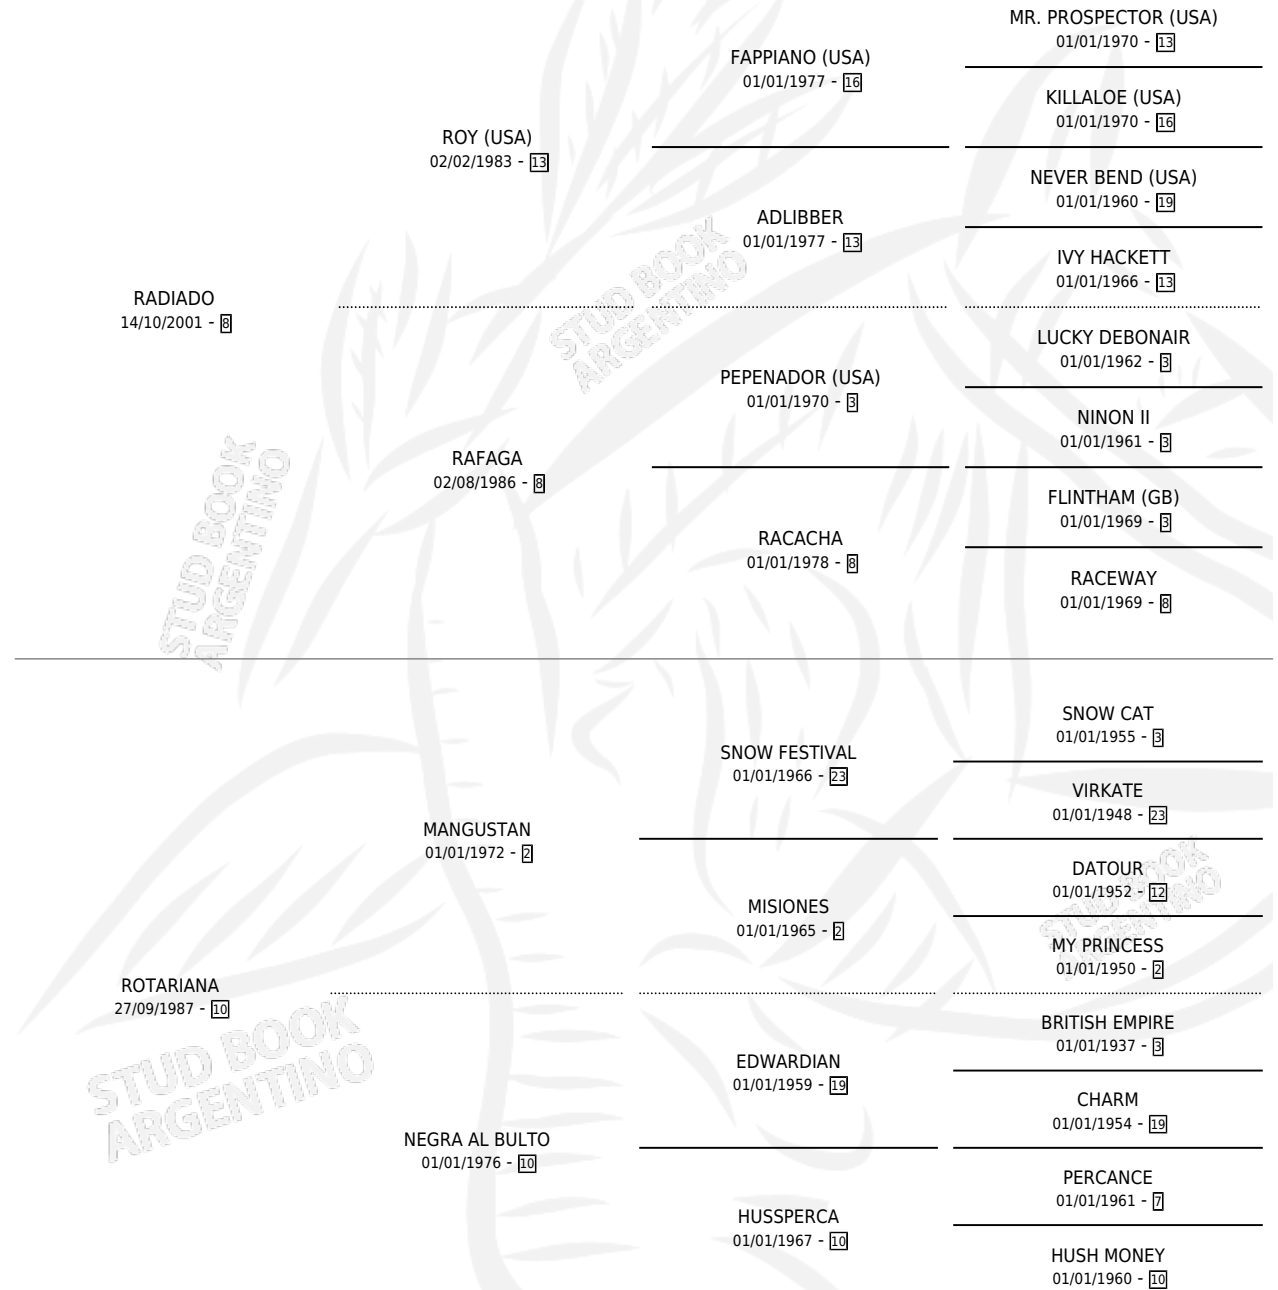 MR. PROSPECTOR (USA)
01/01/1970 - 13
FAPPIANO (USA)
01/01/1977 - 16
KILLALOE (USA)
01/01/1970 - 16
ROY (USA)
02/02/1983 - 13
NEVER BEND (USA)
01/01/1960 - 19
ADLIBBER
01/01/1977 - 13
IVY HACKETT
01/01/1966 - 13
RADIADO
14/10/2001 - 8
LUCKY DEBONAIR
01/01/1962 - 3
PEPENADOR (USA)
01/01/1970 - 3
NINON II
01/01/1961 - 3
RAFAGA
02/08/1986 - 8
FLINTHAM (GB)
01/01/1969 - 3
RACACHA
01/01/1978 - 8
RACEWAY
01/01/1969 - 8
SNOW CAT
01/01/1955 - 3
SNOW FESTIVAL
01/01/1966 - 23
VIRKATE
01/01/1948 - 23
MANGUSTAN
01/01/1972 - 2
DATOUR
01/01/1952 - 12
MISIONES
01/01/1965 - 2
MY PRINCESS
01/01/1950 - 2
ROTARIANA
27/09/1987 - 10
BRITISH EMPIRE
01/01/1937 - 3
EDWARDIAN
01/01/1959 - 19
CHARM
01/01/1954 - 19
NEGRA AL BULTO
01/01/1976 - 10
PERCANCE
01/01/1961 - 7
HUSSPERCA
01/01/1967 - 10
HUSH MONEY
01/01/1960 - 10
STUD BOOK
ARGENTINO
STUD BOOK
ARGENTINO
STUD BOOK
ARGENTINO
STUD BOOK
ARGENTINO